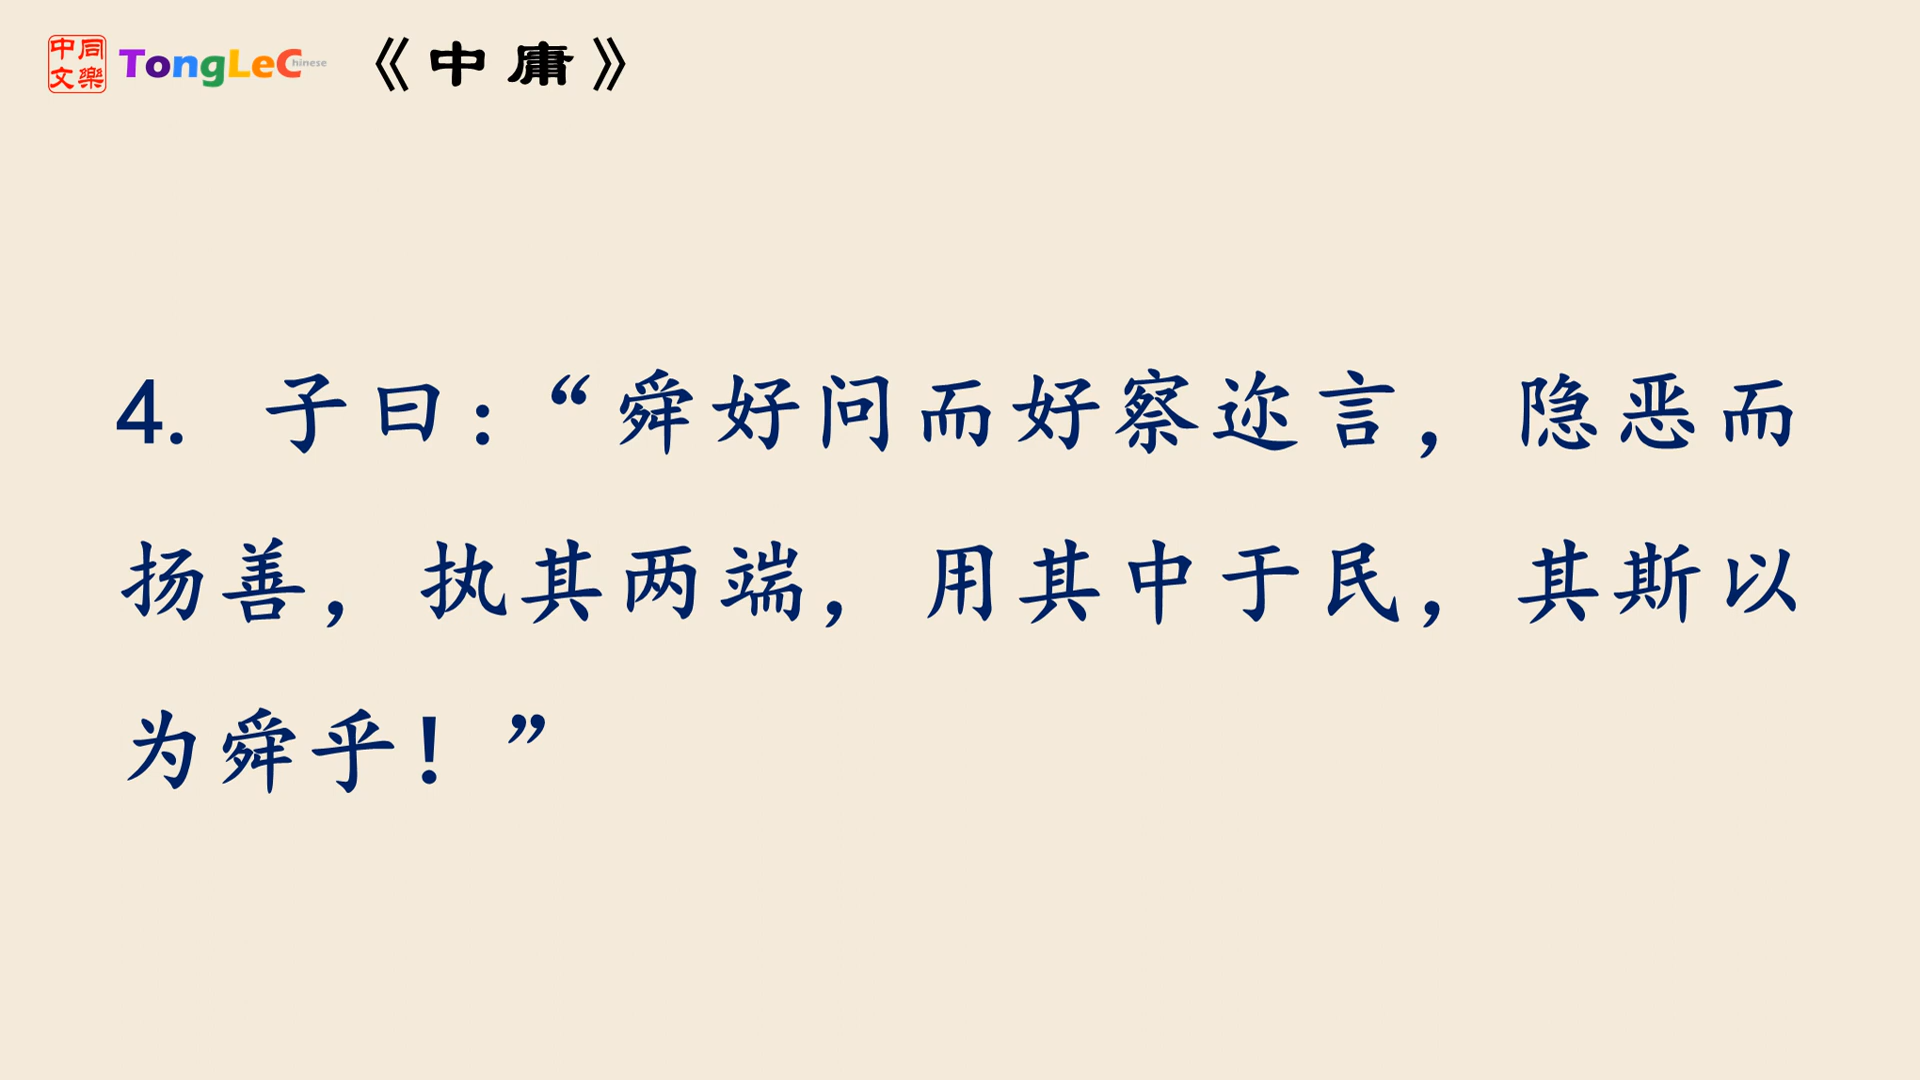 中同
文樂
TongLeChinese 《中庸》
4. 子曰：“舜好问而好察迩言，隐恶而
扬善，执其两端，用其中于民，其斯以
为舜乎！”